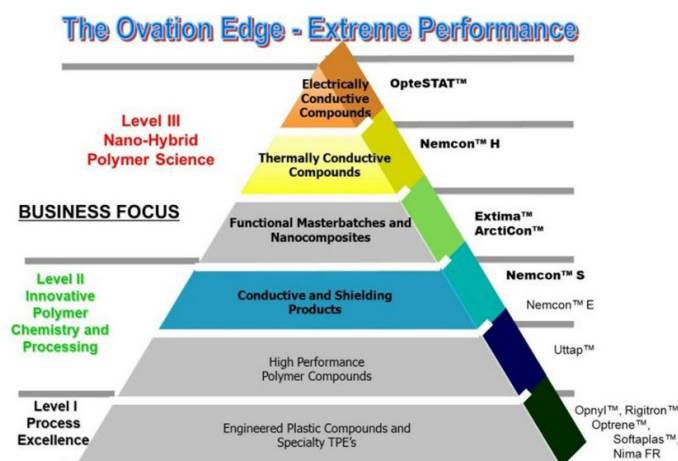 The Ovation Edge - Extreme Performance
Electrically
Conductive
Compounds
OpteSTAT™
Level III
Nano-Hybrid
Polymer Science
Thermally Conductive
Compounds
Nemcon™ H
BUSINESS FOCUS
Functional Masterbatches and
Nanocomposites
Extima™
ArctiCon™
Level II
Innovative
Polymer
Chemistry and
Processing
Conductive and Shielding
Products
Nemcon™ S
Nemcon™ E
High Performance
Polymer Compounds
Uttap™
Level I
Process
Excellence
Engineered Plastic Compounds and
Specialty TPE's
Opnyl™, Rigitron™
Optrene™,
Softaplas™,
Nima FR